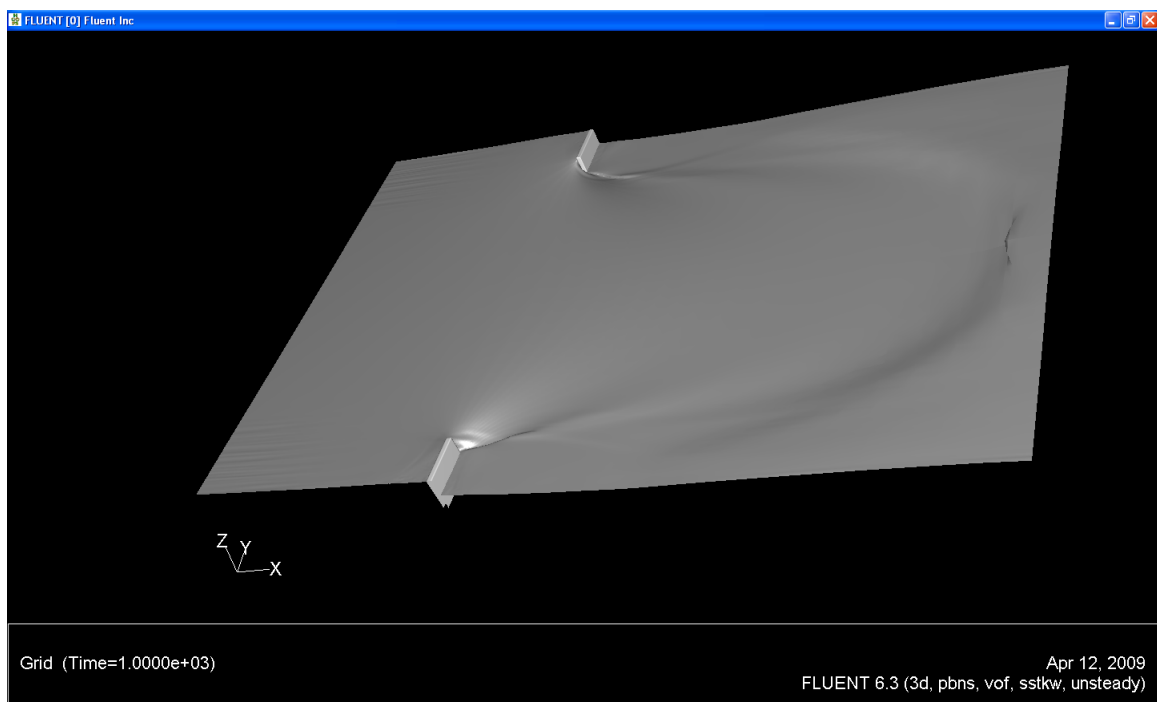 FLUENT [0] Fluent Inc
Z Y X
Grid (Time=1.0000e+03)
Apr 12, 2009
FLUENT 6.3 (3d, pbns, vof, sstkw, unsteady)